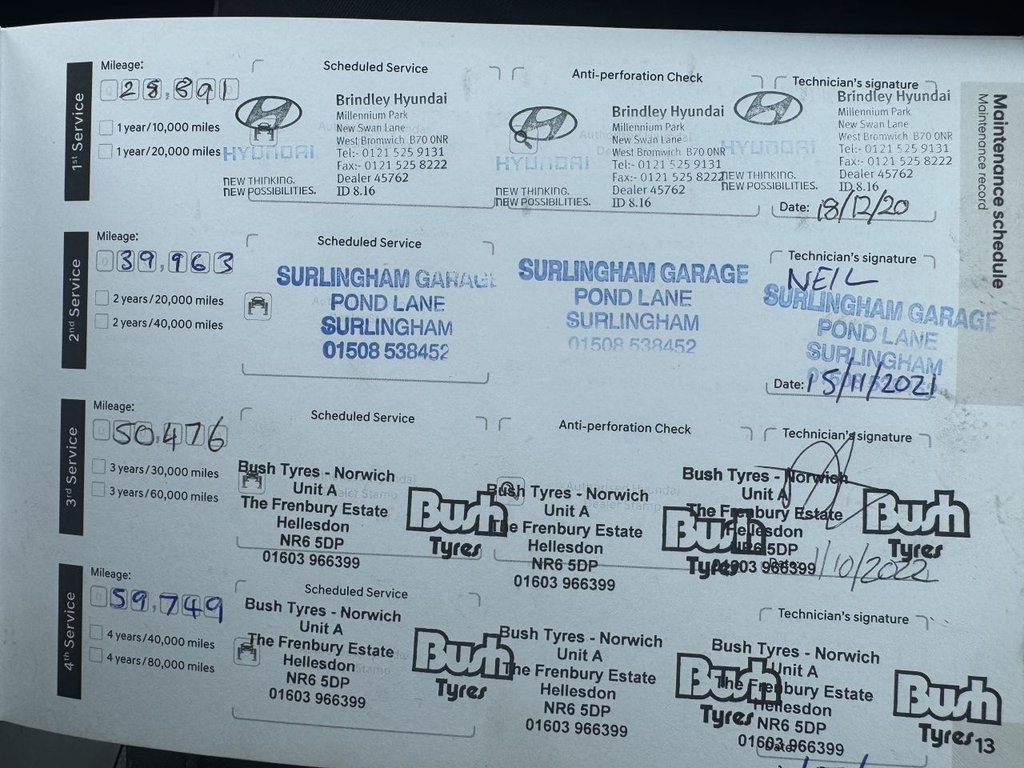 Maintenance schedule
Maintenance record
1st Service
Mileage:
1 year/10,000 miles
1 year/20,000 miles
Scheduled Service
Brindley Hyundai
Millennium Park
New Swan Lane
West Bromwich B70 0NR
Tel:- 0121 525 9131
Fax:- 0121 525 8222
Dealer 45762
ID 8.16
HYUNDAI
NEW THINKING.
NEW POSSIBILITIES.
Anti-perforation Check
Brindley Hyundai
Millennium Park
New Swan Lane
West Bromwich B70 0NR
Tel:- 0121 525 9131
Fax:- 0121 525 8222
Dealer 45762
ID 8.16
HYUNDAI
NEW THINKING.
NEW POSSIBILITIES.
Technician's signature
Brindley Hyundai
Millennium Park
New Swan Lane
West Bromwich B70 0NR
Tel:- 0121 525 9131
Fax:- 0121 525 8222
Dealer 45762
ID 8.16
HYUNDAI
NEW THINKING.
NEW POSSIBILITIES.
Date: 18/12/20
2nd Service
Mileage:
39,963
2 years/20,000 miles
2 years/40,000 miles
Scheduled Service
SURLINGHAM GARAGE
POND LANE
SURLINGHAM
01508 538452
SURLINGHAM GARAGE
POND LANE
SURLINGHAM
01508 538452
Technician's signature
NEIL
SURLINGHAM GARAGE
POND LANE
SURLINGHAM
Date: 15/11/2021
3rd Service
Mileage:
50,476
3 years/30,000 miles
3 years/60,000 miles
Scheduled Service
Bush Tyres - Norwich
Unit A
The Frenbury Estate
Hellesdon
NR6 5DP
01603 966399
Bush
Tyres
Anti-perforation Check
Bush Tyres - Norwich
Unit A
The Frenbury Estate
Hellesdon
NR6 5DP
01603 966399
Bush
Tyres
Technician's signature
Bush Tyres - Norwich
Unit A
The Frenbury Estate
Hellesdon
NR6 5DP
01603 966399
Bush
Tyres
1/10/2022
4th Service
Mileage:
59,749
4 years/40,000 miles
4 years/80,000 miles
Scheduled Service
Bush Tyres - Norwich
Unit A
The Frenbury Estate
Hellesdon
NR6 5DP
01603 966399
Bush
Tyres
Bush Tyres - Norwich
Unit A
The Frenbury Estate
Hellesdon
NR6 5DP
01603 966399
Bush
Tyres
Technician's signature
Bush Tyres - Norwich
Unit A
The Frenbury Estate
Hellesdon
NR6 5DP
01603 966399
Date:
Bush
Tyres
13